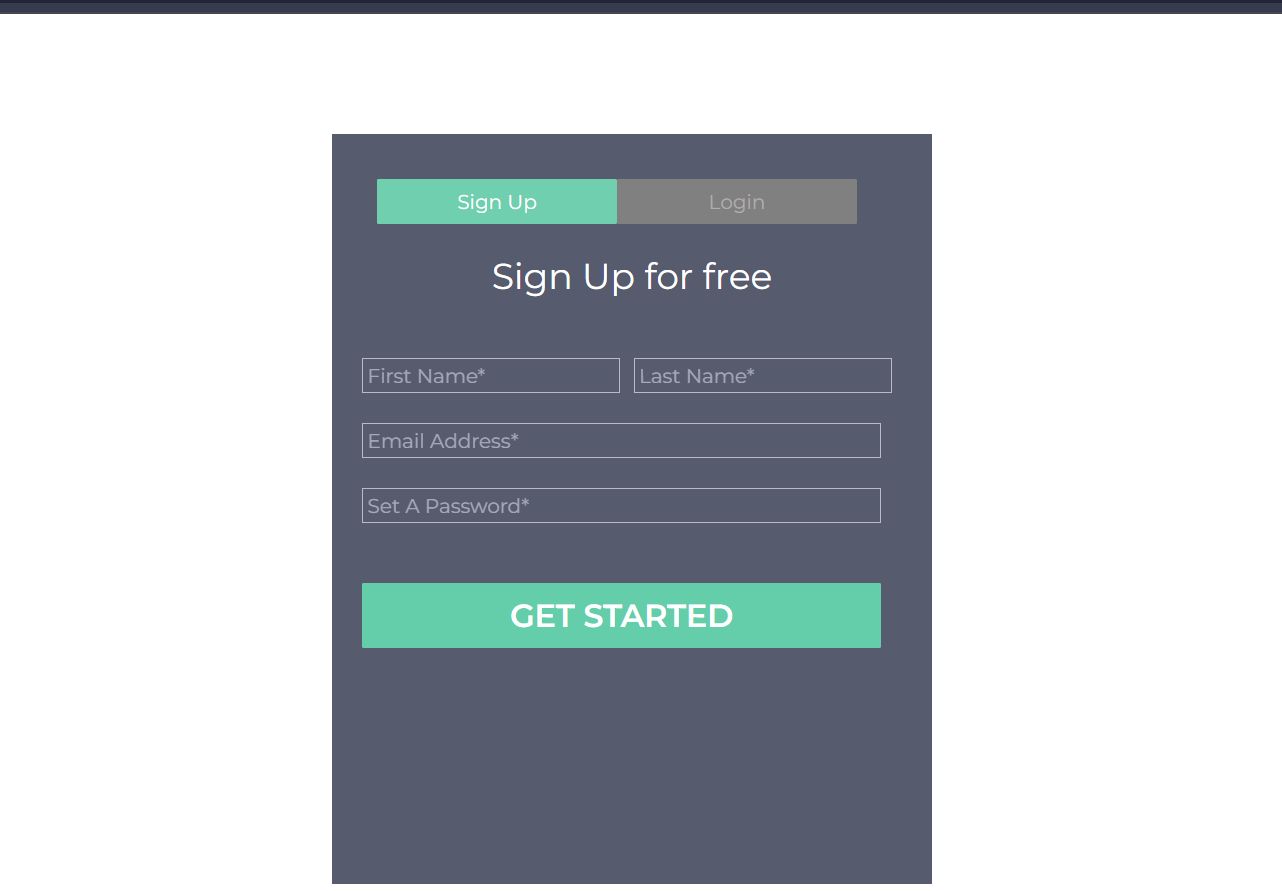 Sign Up Login
Sign Up for free
First Name* Last Name*
Email Address*
Set A Password*
GET STARTED